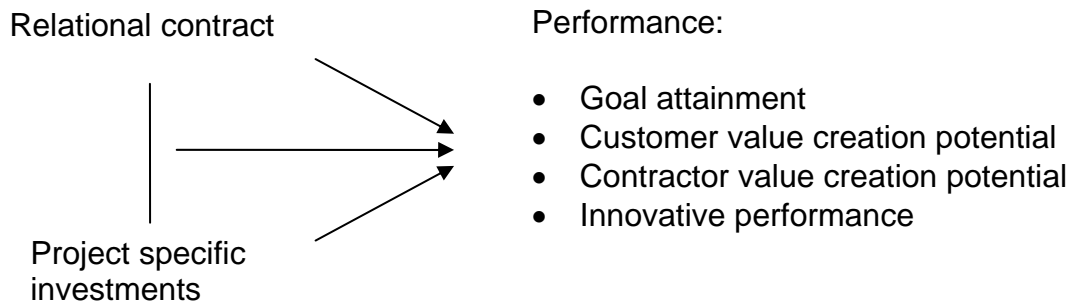 Relational contract
Performance:
• Goal attainment
• Customer value creation potential
• Contractor value creation potential
• Innovative performance
Project specific
investments